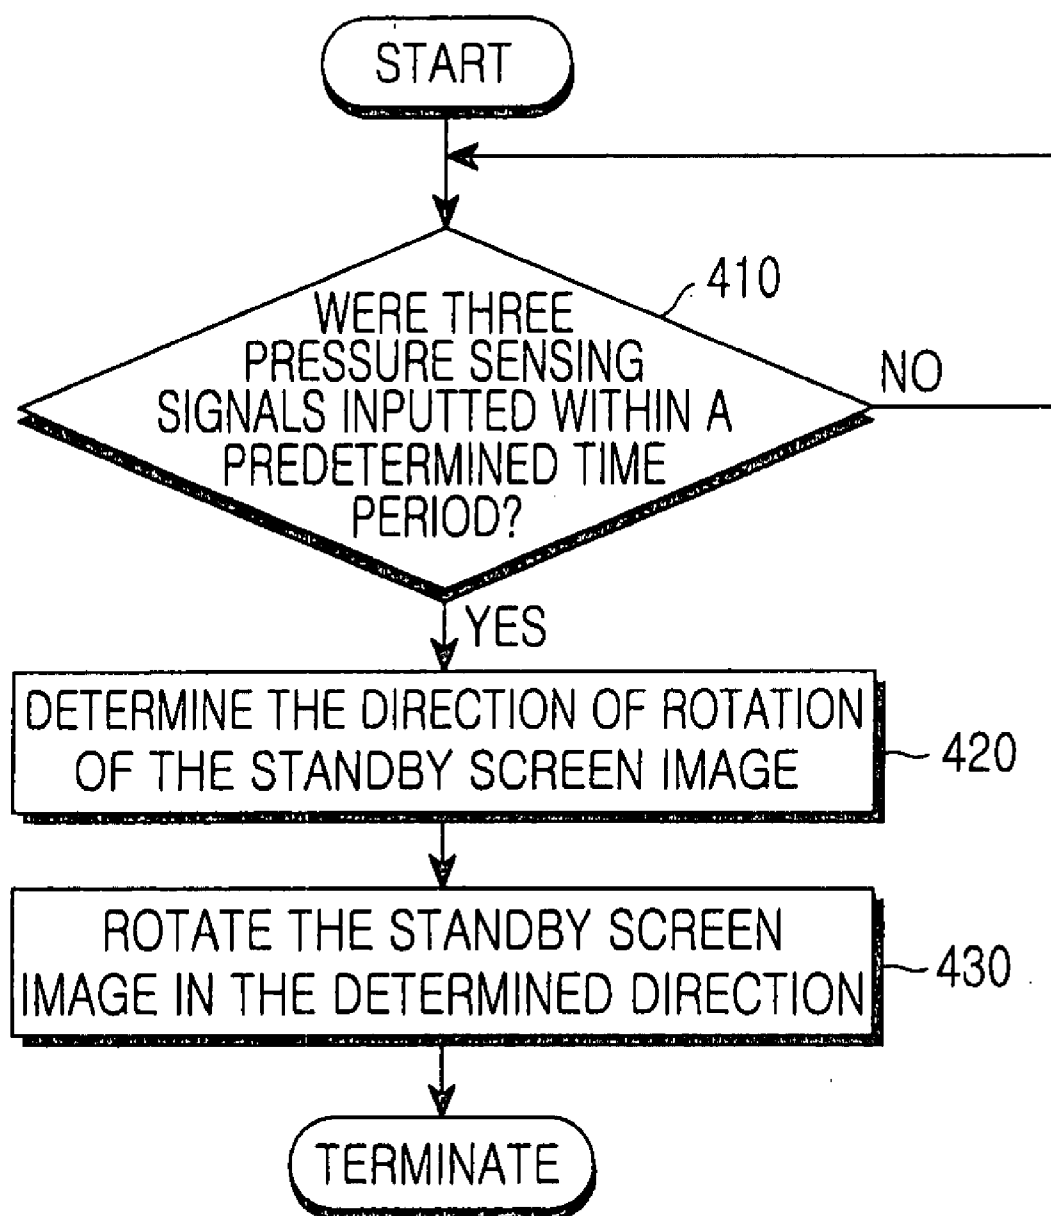 START
410
WERE THREE
PRESSURE SENSING
SIGNALS INPUTTED WITHIN A
PREDETERMINED TIME
PERIOD?
NO
YES
DETERMINE THE DIRECTION OF ROTATION
OF THE STANDBY SCREEN IMAGE
420
ROTATE THE STANDBY SCREEN
IMAGE IN THE DETERMINED DIRECTION
430
TERMINATE